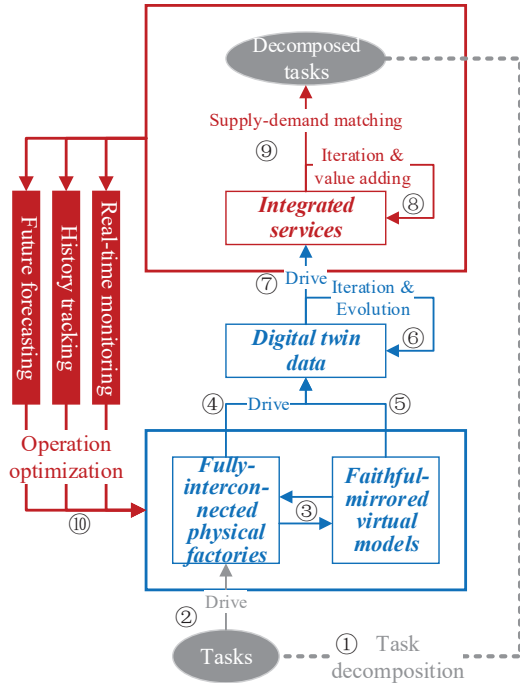 Decomposed
tasks
Supply-demand matching
⑨
Iteration &
value adding
⑧
Integrated
services
⑦ Drive
Iteration &
Evolution
⑥
Digital twin
data
Future forecasting
History tracking
Real-time monitoring
④ Drive ⑤
Operation
optimization
⑩
Fully-
intercon-
nected
physical
factories
③
Faithful-
mirrored
virtual
models
② Drive
Tasks
① Task
decomposition